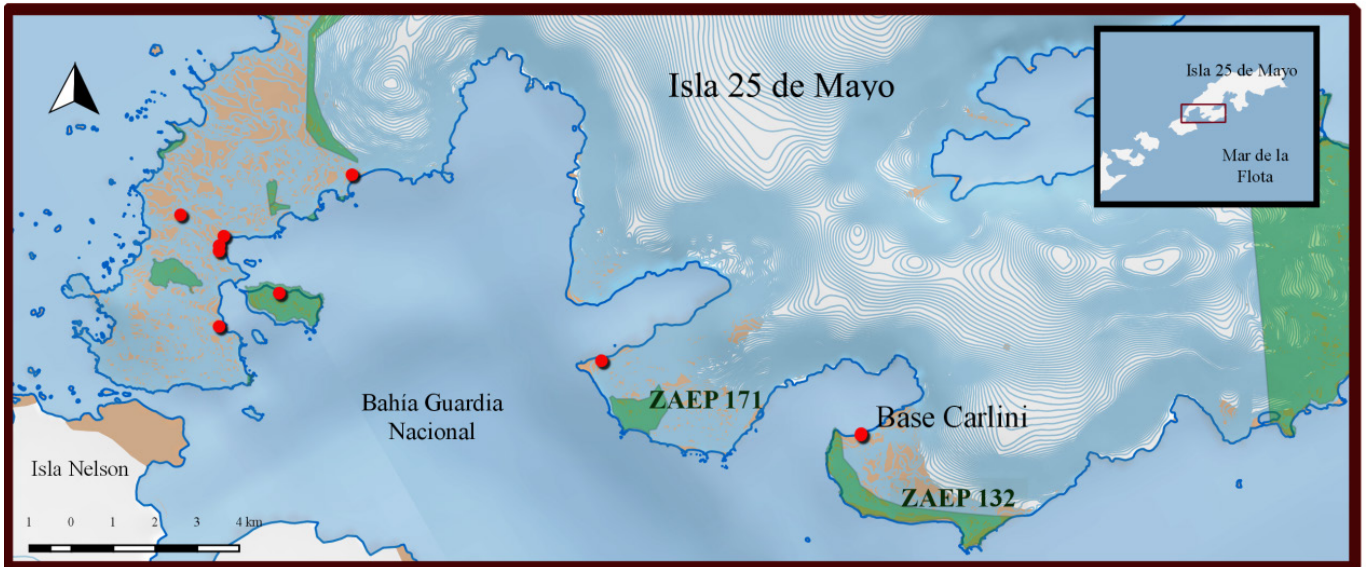 Isla 25 de Mayo
Isla 25 de Mayo
Mar de la
Flota
ZAEP 171
Bahía Guardia
Nacional
Base Carlini
Isla Nelson
ZAEP 132
1 0 1 2 3 4 km